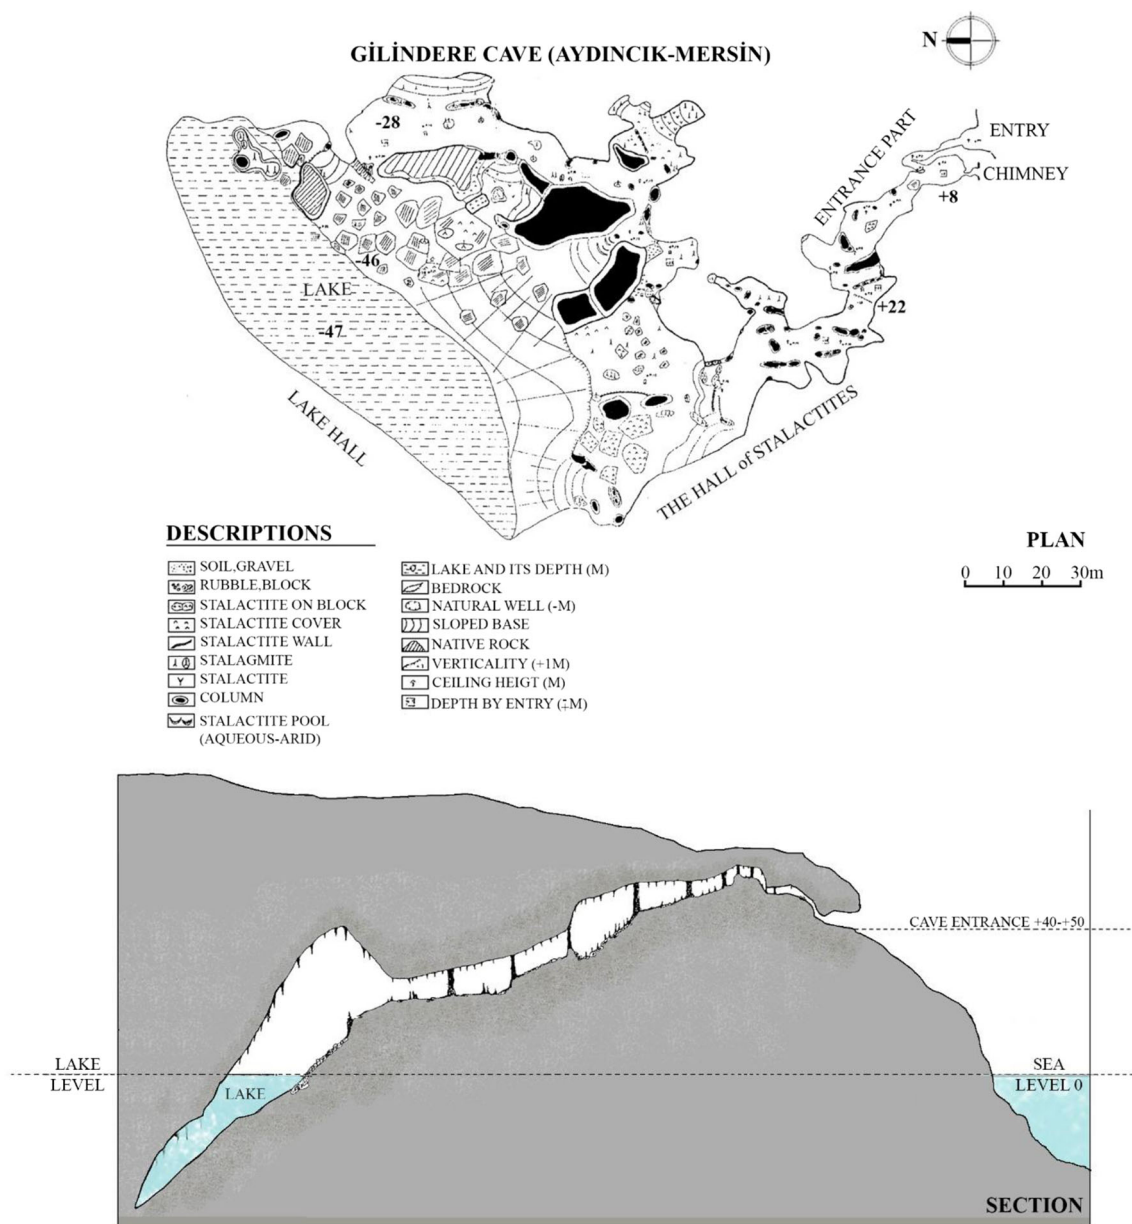 GİLİNDERE CAVE (AYDINCIK-MERSİN)
N
ENTRY
CHIMNEY
ENTRANCE PART
+8
+22
-28
-46
LAKE
-47
LAKE HALL
THE HALL of STALACTITES
DESCRIPTIONS
SOIL,GRAVEL
RUBBLE,BLOCK
STALACTITE ON BLOCK
STALACTITE COVER
STALACTITE WALL
STALAGMITE
STALACTITE
COLUMN
STALACTITE POOL
(AQUEOUS-ARID)
LAKE AND ITS DEPTH (M)
BEDROCK
NATURAL WELL (-M)
SLOPED BASE
NATIVE ROCK
VERTICALITY (+1M)
CEILING HEIGT (M)
DEPTH BY ENTRY (±M)
PLAN
0 10 20 30m
CAVE ENTRANCE +40-+50
LAKE
LEVEL
LAKE
SEA
LEVEL 0
SECTION